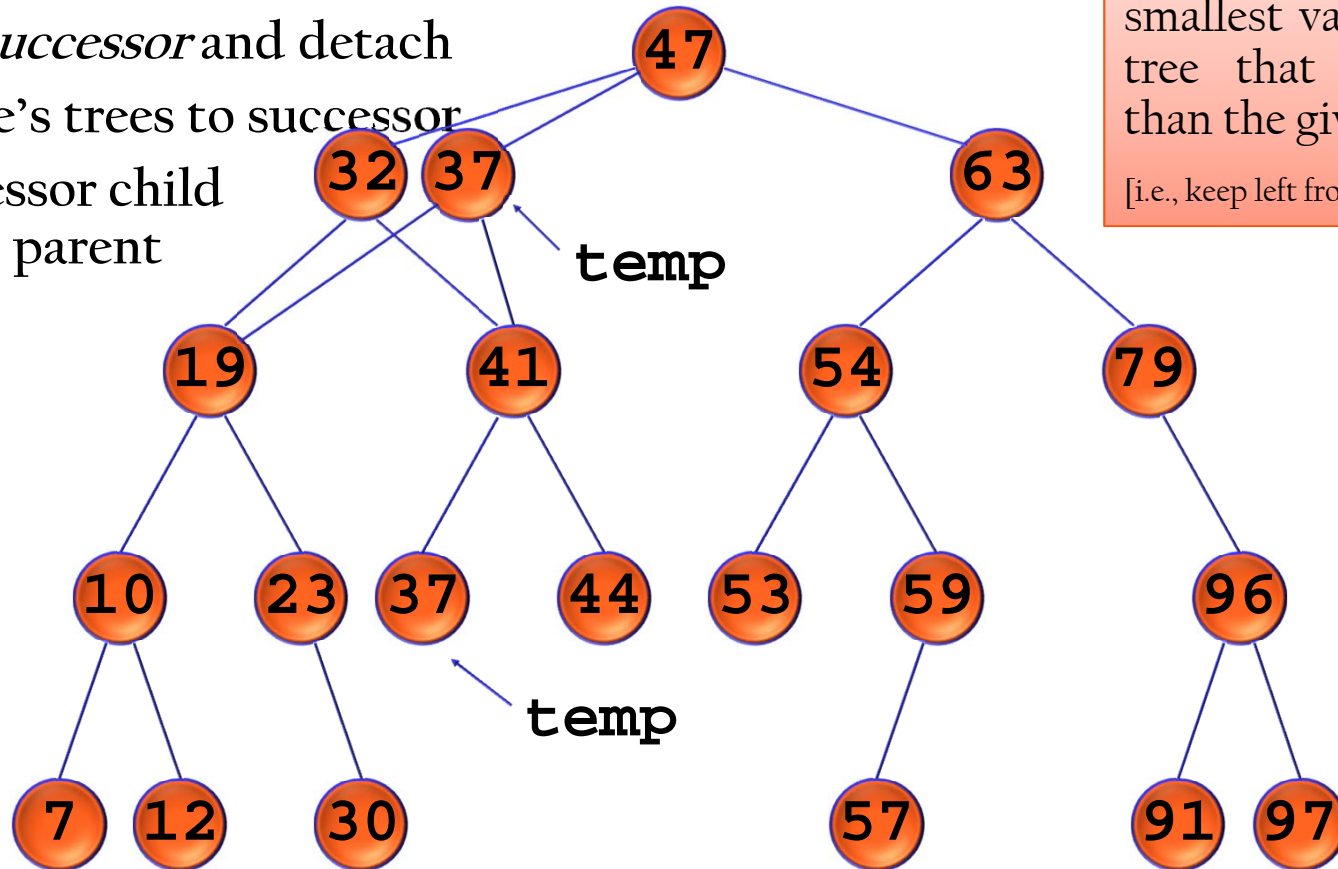 uccessor and detach
e's trees to successor
essor child
parent
smallest va
tree that
than the giv
[i.e., keep left fro
47
32 37 63
temp
19 41 54 79
10 23 37 44 53 59 96
temp
7 12 30 57 91 97